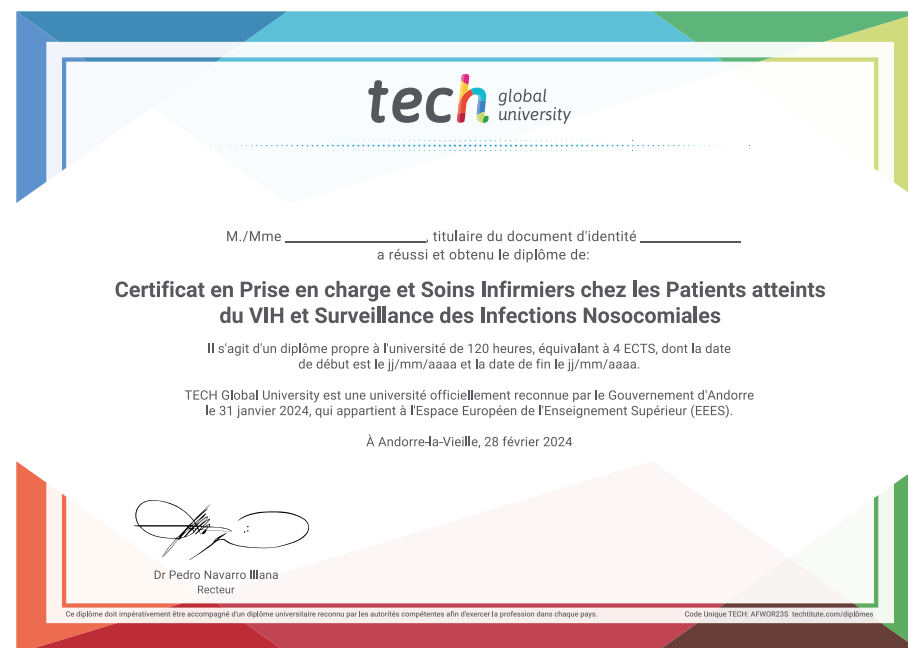 tech global
university
M./Mme ____________________, titulaire du document d'identité ______________
a réussi et obtenu le diplôme de:
Certificat en Prise en charge et Soins Infirmiers chez les Patients atteints
du VIH et Surveillance des Infections Nosocomiales
Il s'agit d'un diplôme propre à l'université de 120 heures, équivalant à 4 ECTS, dont la date
de début est le jj/mm/aaaa et la date de fin le jj/mm/aaaa.
TECH Global University est une université officiellement reconnue par le Gouvernement d'Andorre
le 31 janvier 2024, qui appartient à l'Espace Européen de l'Enseignement Supérieur (EEES).
À Andorre-la-Vieille, 28 février 2024
Dr Pedro Navarro Illana
Recteur
Ce diplôme doit impérativement être accompagné d'un diplôme universitaire reconnu par les autorités compétentes afin d'exercer la profession dans chaque pays.
Code Unique TECH: AFWOR23S techtitute.com/diplômes